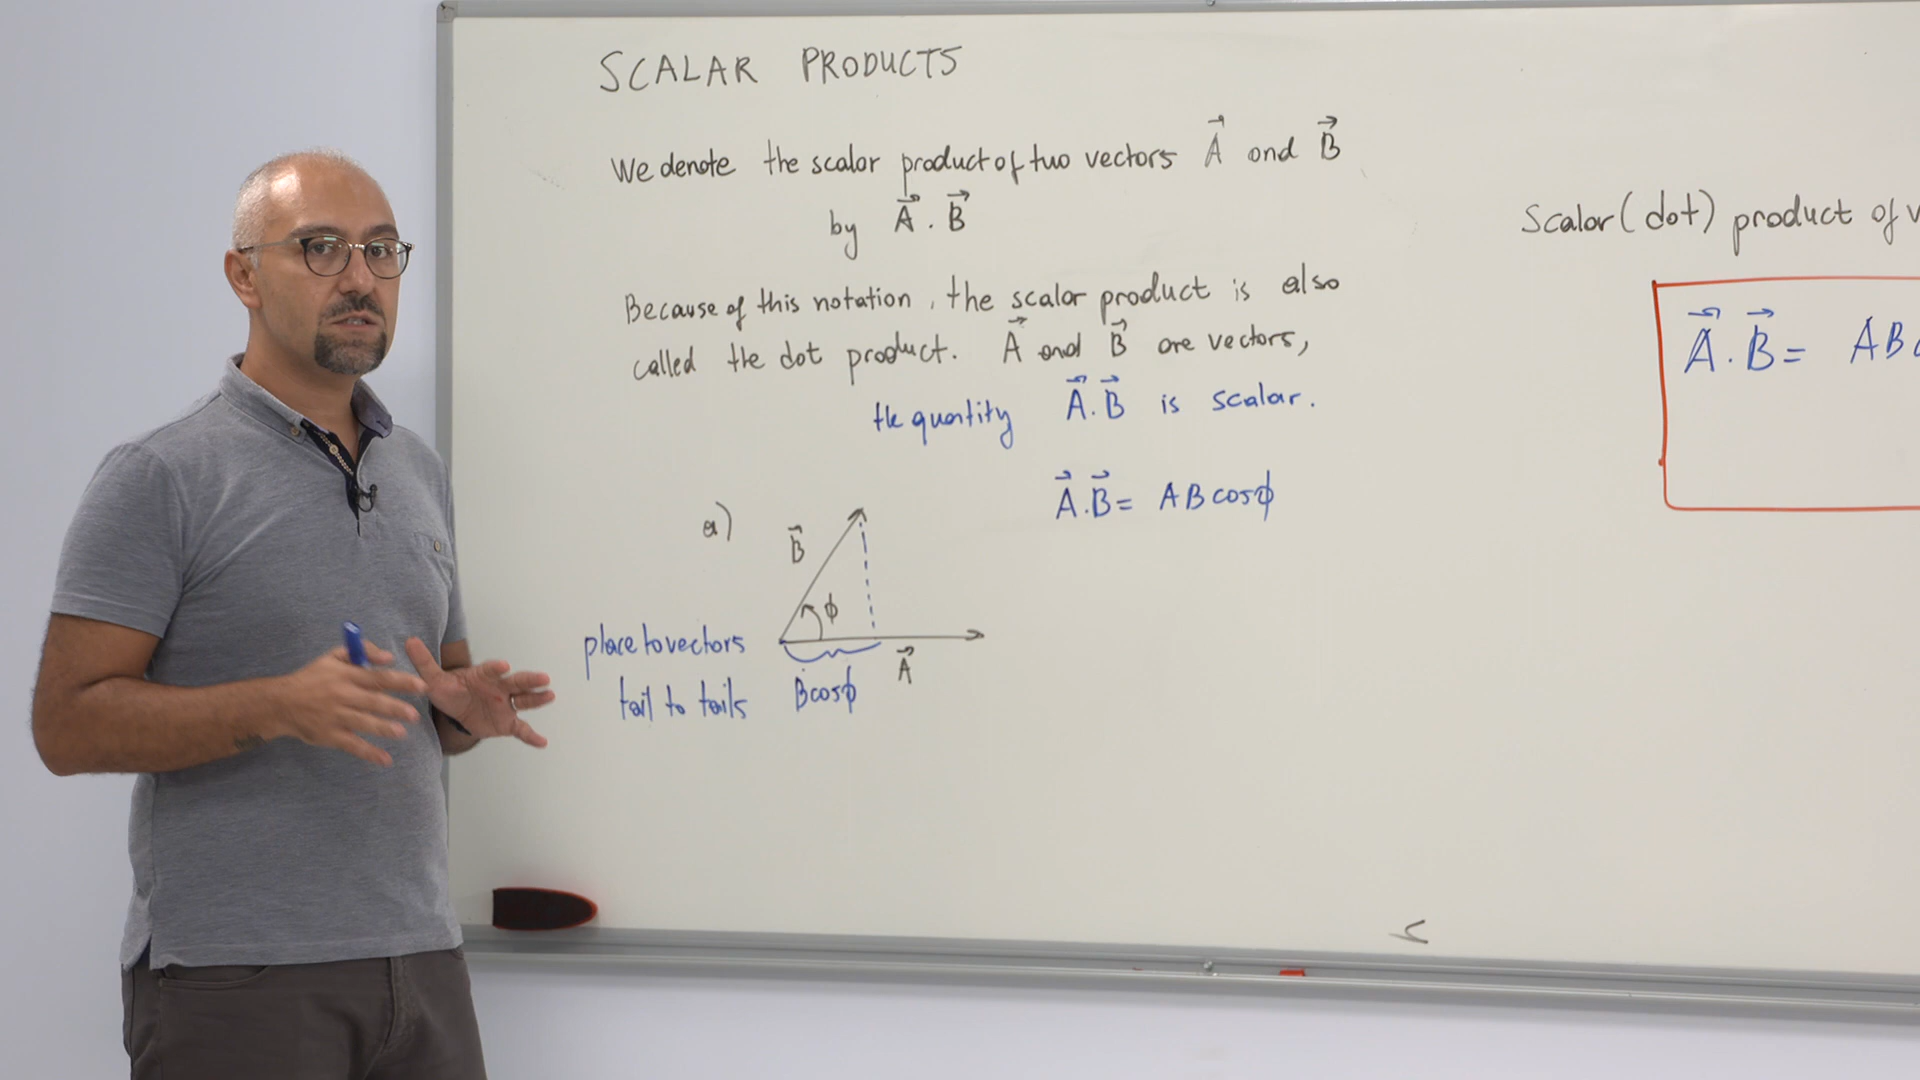 SCALAR PRODUCTS
We denote the scalar product of two vectors A⃗ and B⃗
by A⃗ . B⃗
Because of this notation, the scalar product is also
called the dot product. A⃗ and B⃗ are vectors,
the quantity A⃗.B⃗ is scalar.
A⃗.B⃗ = AB cosϕ
a)
B⃗
ϕ
A⃗
place to vectors
tail to tails
Bcosϕ
Scalar (dot) product of
A⃗.B⃗ = AB